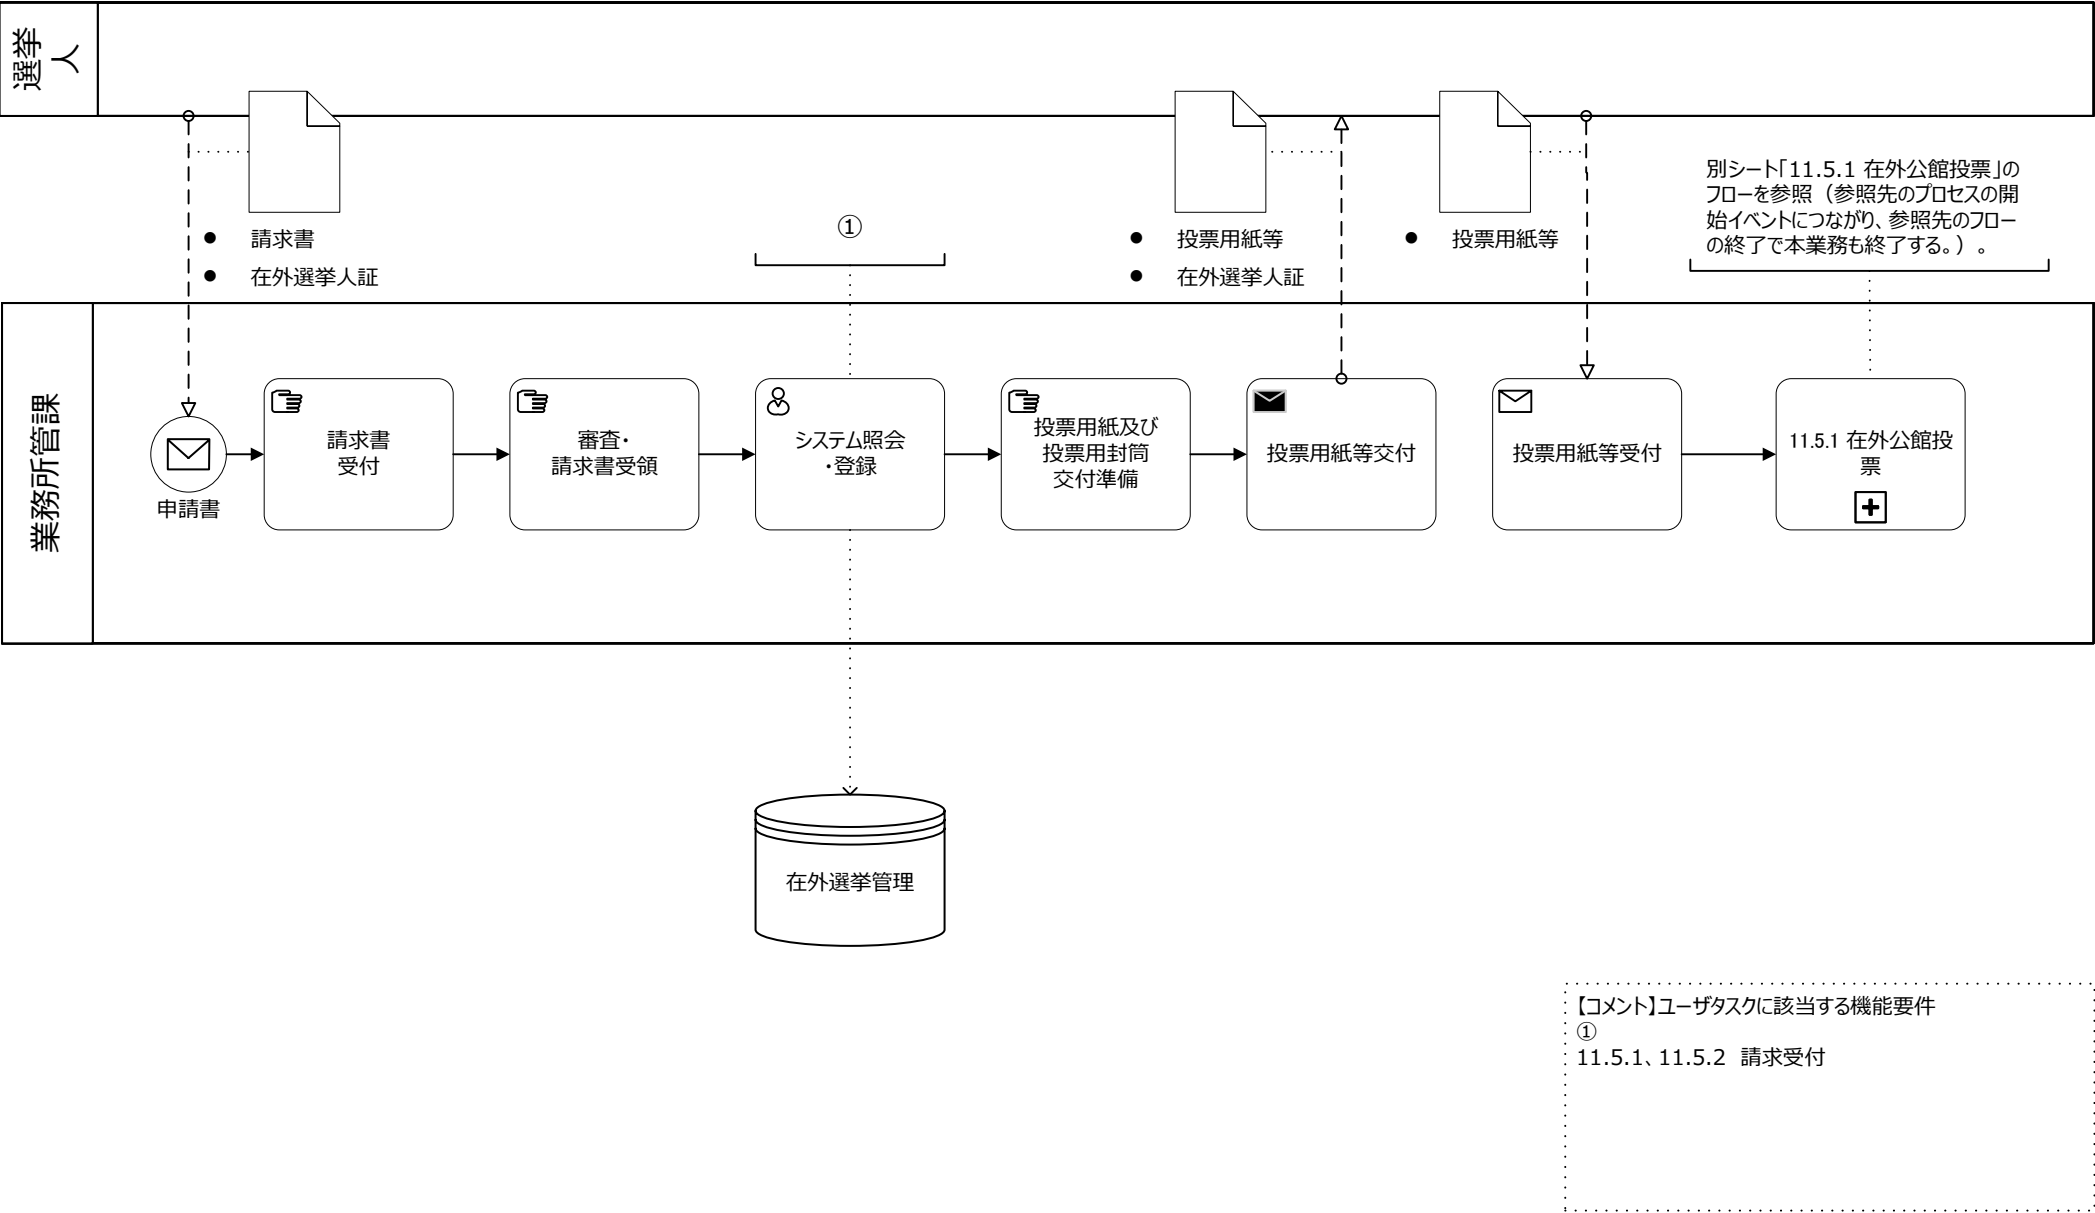 選挙
人
● 請求書
● 在外選挙人証
①
● 投票用紙等
● 在外選挙人証
● 投票用紙等
別シート「11.5.1 在外公館投票」の
フローを参照（参照先のプロセスの開
始イベントにつながり、参照先のフロー
の終了で本業務も終了する。）。
業務所管課
申請書
請求書
受付
審査・
請求書受領
システム照会
・登録
投票用紙及び
投票用封筒
交付準備
投票用紙等交付
投票用紙等受付
11.5.1 在外公館投
票
在外選挙管理
【コメント】ユーザタスクに該当する機能要件
①
11.5.1、11.5.2 請求受付